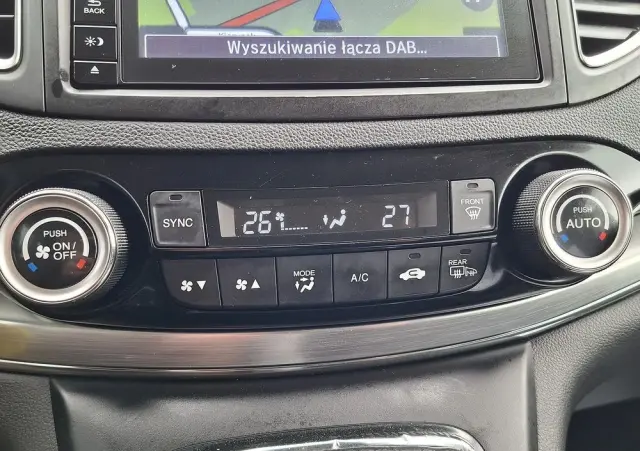 BACK
Wyszukiwanie łącza DAB...
PUSH
ON/
OFF
SYNC
26
27
FRONT
PUSH
AUTO
MODE
A/C
REAR